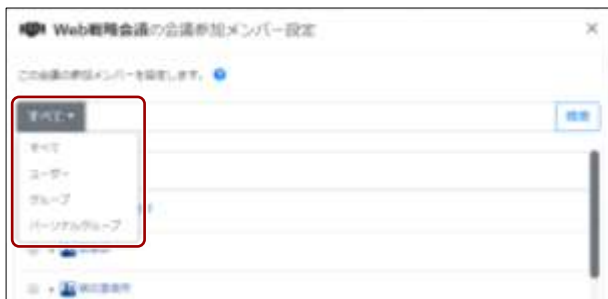 Web戦略会議の会議参加メンバー設定
この会議の参加メンバーを設定します。
すべて
検索
すべて
ユーザー
グループ
パーソナルグループ